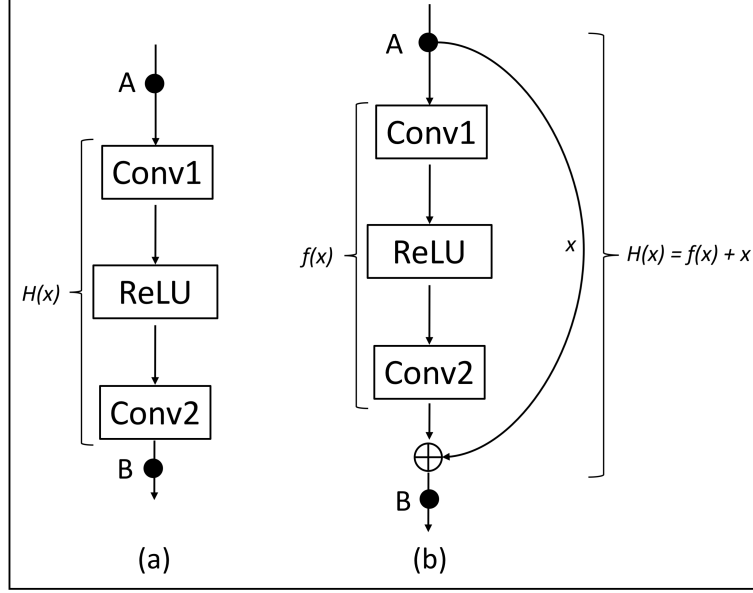 A
Conv1
ReLU
H(x)
Conv2
B
(a)
A
Conv1
ReLU
f(x)
x
H(x) = f(x) + x
Conv2
B
(b)